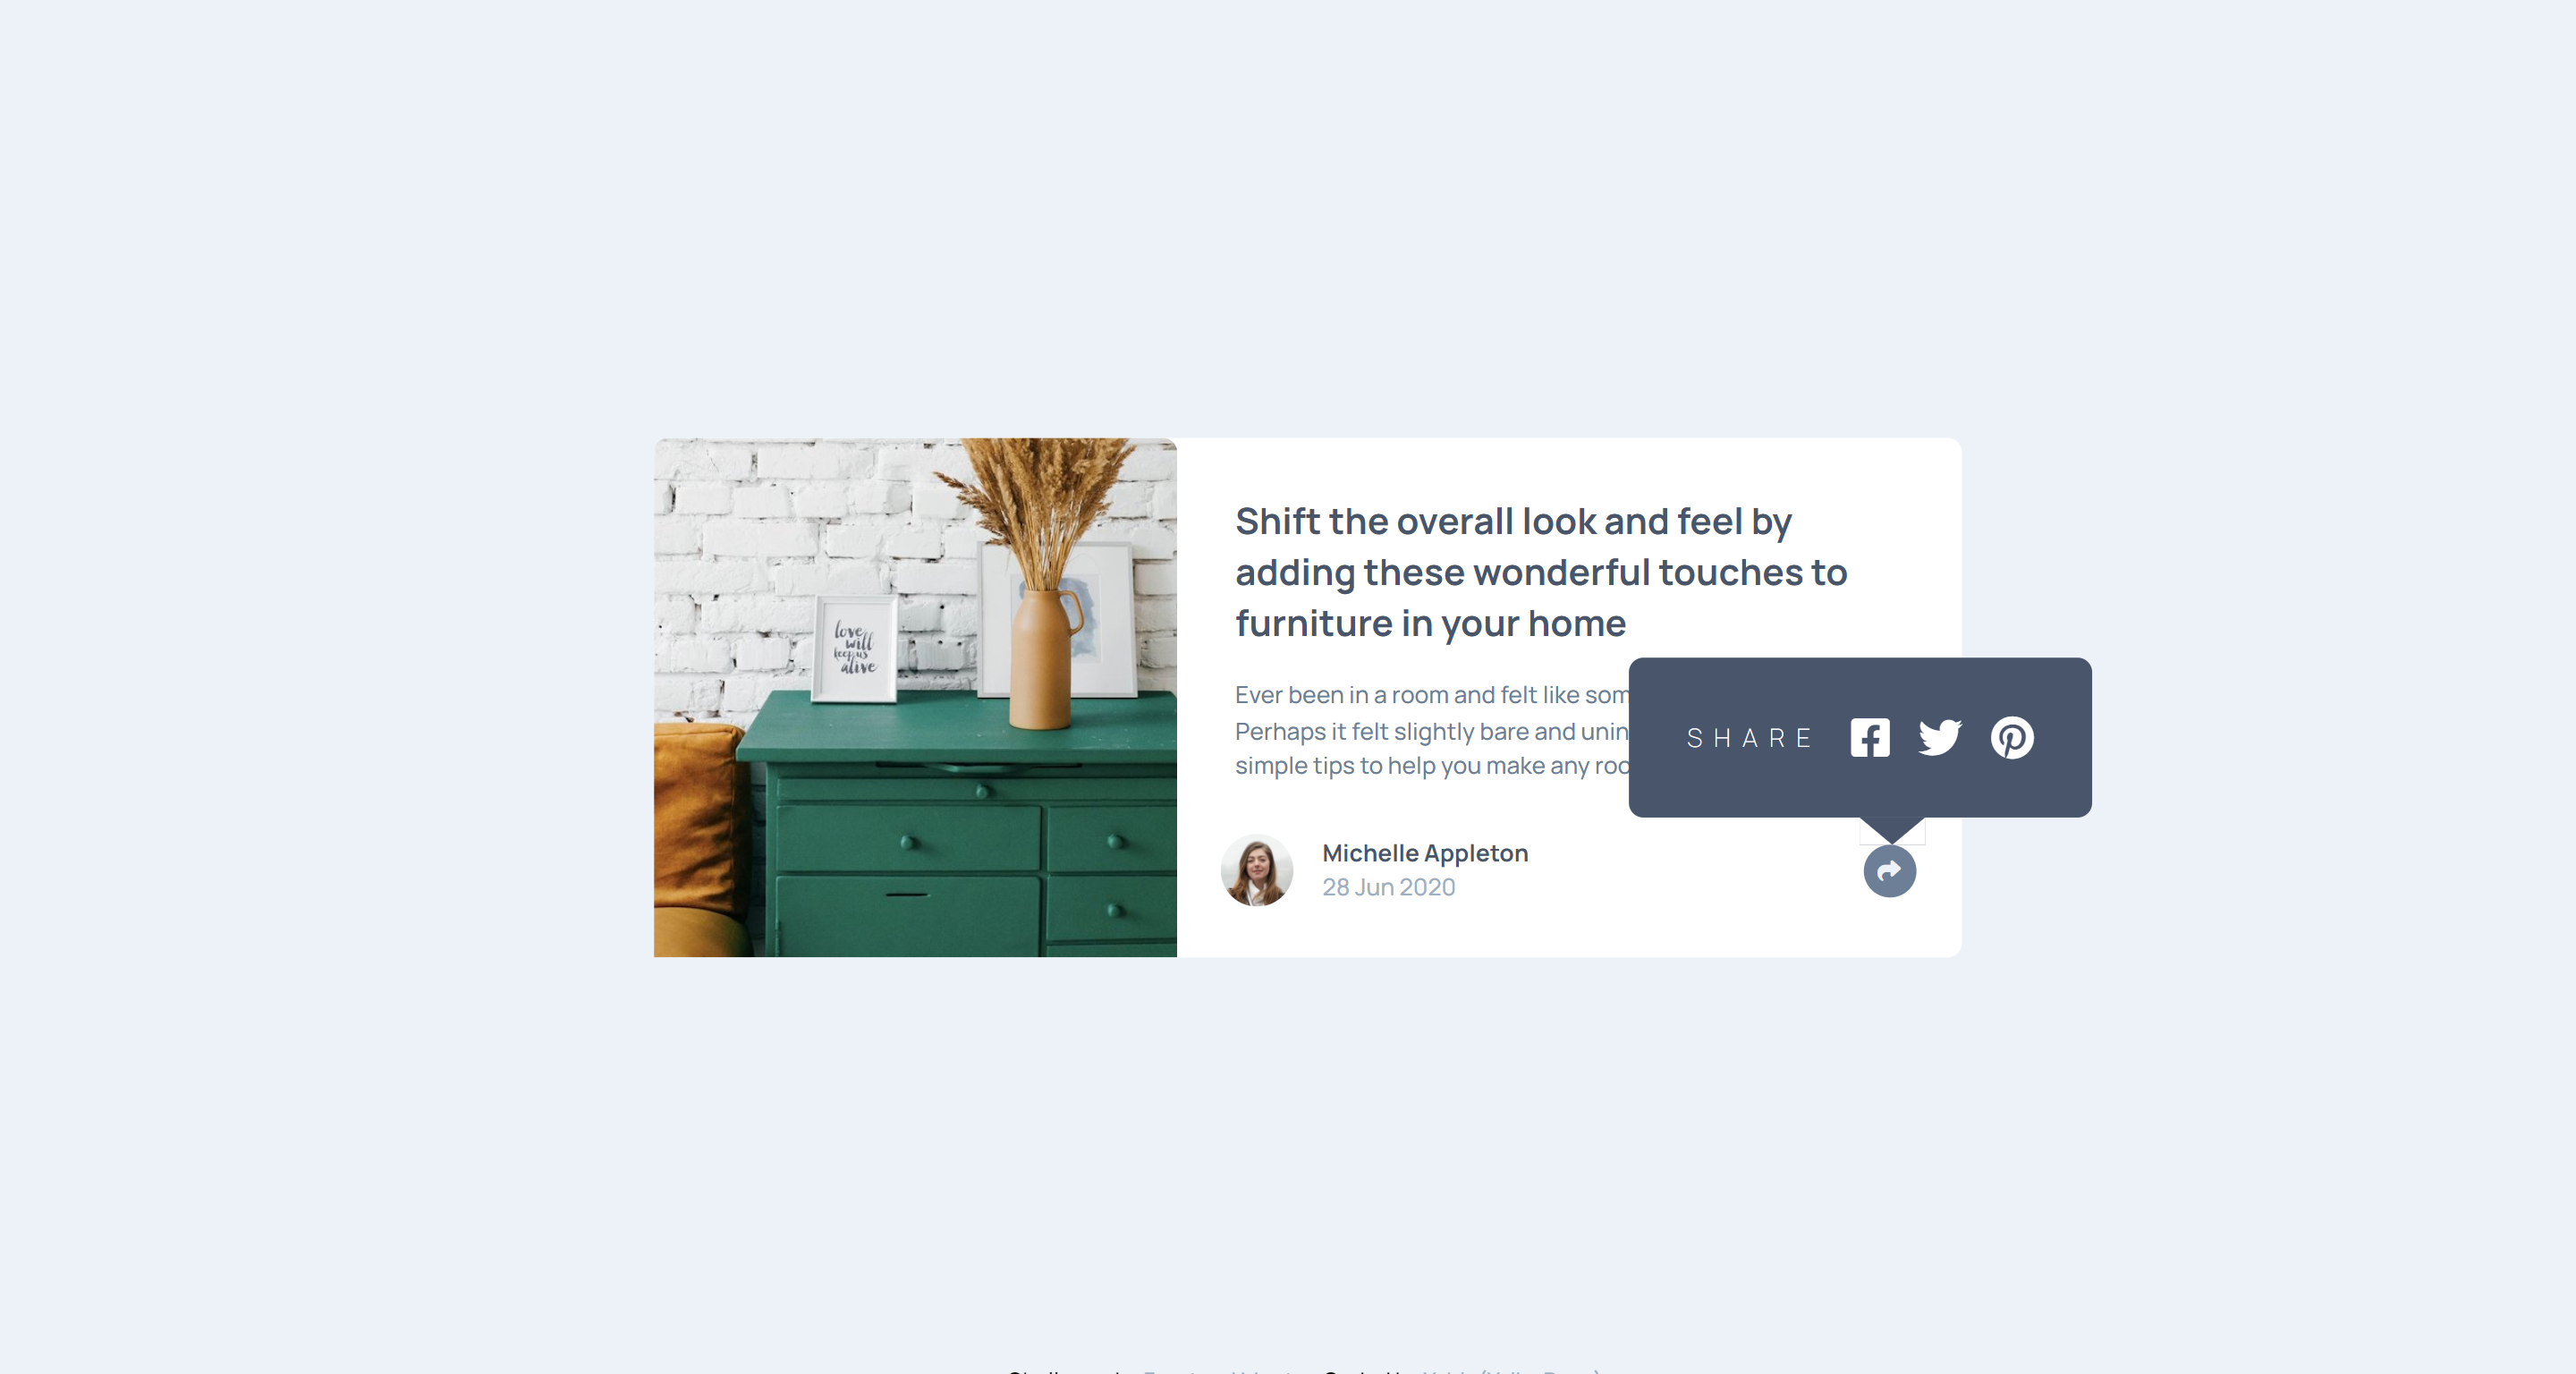 Shift the overall look and feel by
adding these wonderful touches to
furniture in your home
Ever been in a room and felt like som
Perhaps it felt slightly bare and unin
simple tips to help you make any roo
SHARE
Michelle Appleton
28 Jun 2020
love
will
keep us
alive